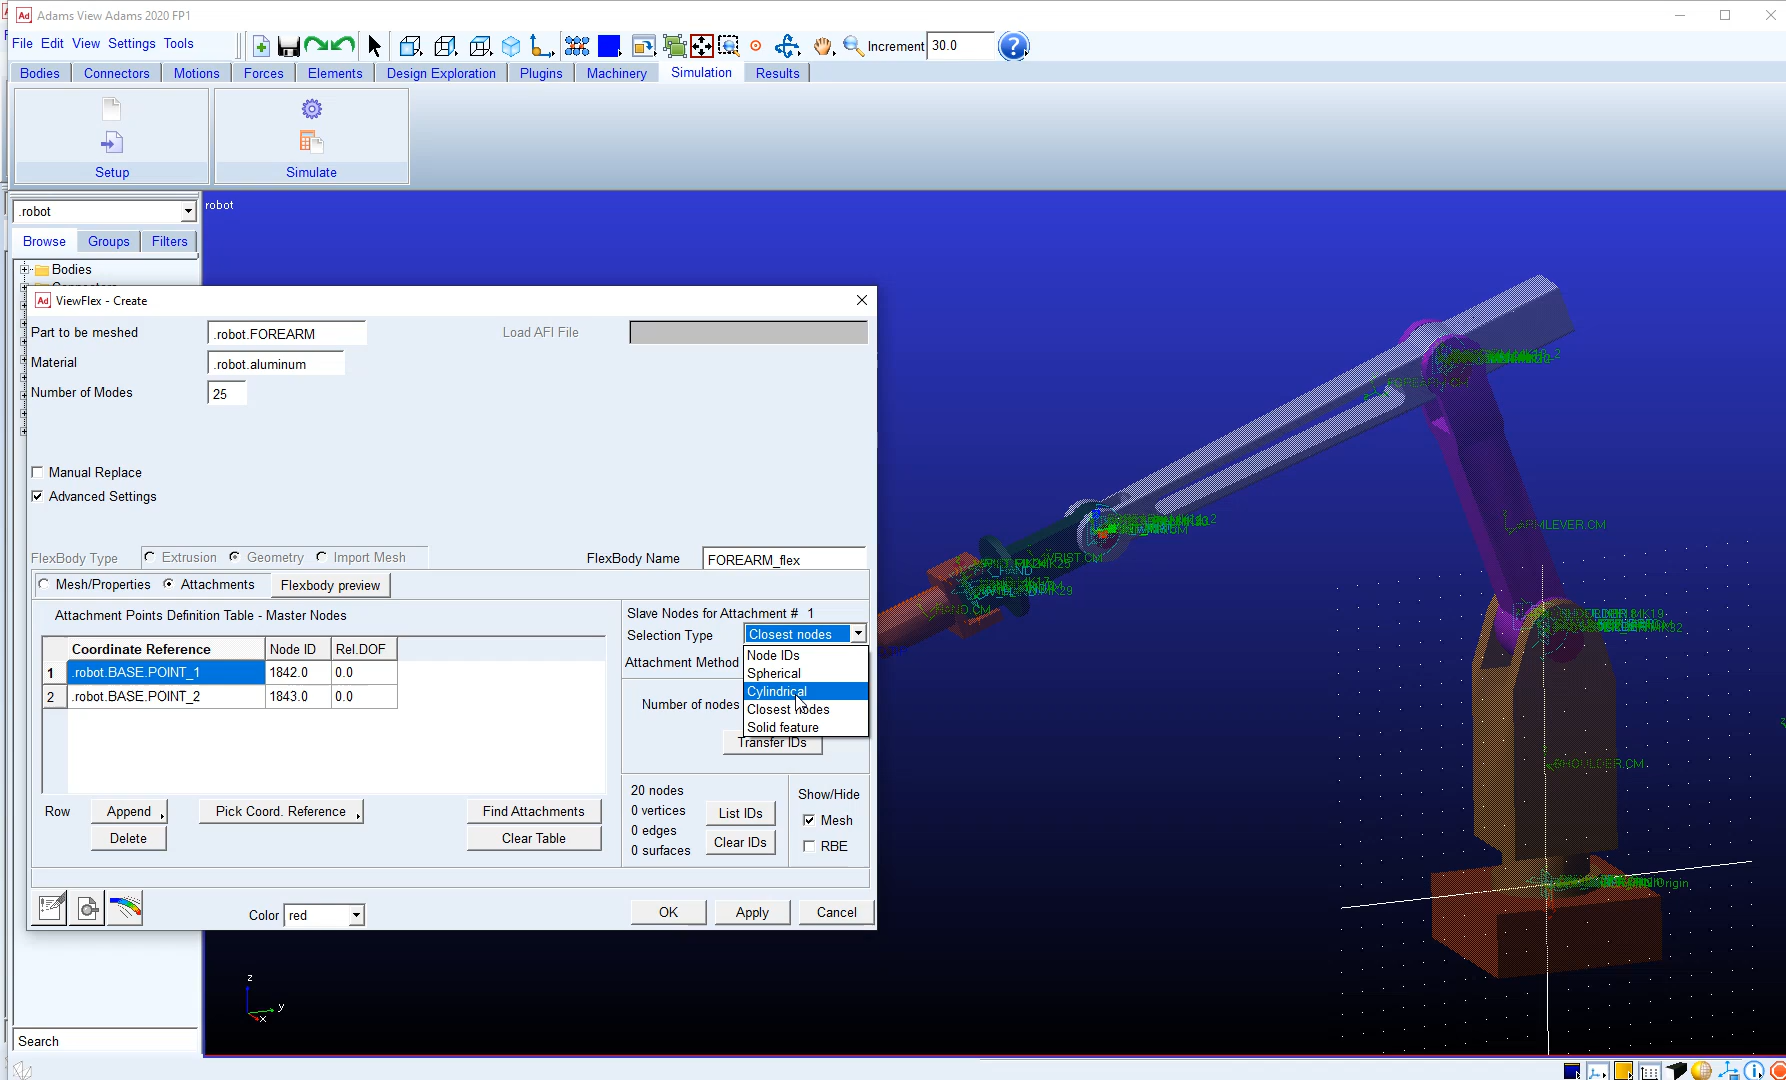 Adams View Adams 2020 FP1
File Edit View Settings Tools
Increment 30.0
Bodies Connectors Motions Forces Elements Design Exploration Plugins Machinery Simulation Results
Setup Simulate
.robot
robot
Browse Groups Filters
Bodies
ViewFlex - Create
Part to be meshed .robot.FOREARM Load AFI File
Material .robot.aluminum
Number of Modes 25
Manual Replace
Advanced Settings
FlexBody Type Extrusion Geometry Import Mesh FlexBody Name FOREARM_flex
Mesh/Properties Attachments Flexbody preview
Attachment Points Definition Table - Master Nodes
Coordinate Reference Node ID Rel.DOF
1 .robot.BASE.POINT_1 1842.0 0.0
2 .robot.BASE.POINT_2 1843.0 0.0
Row Append Pick Coord. Reference Find Attachments
Delete Clear Table
Slave Nodes for Attachment # 1
Selection Type Closest nodes
Attachment Method
Node IDs
Spherical
Cylindrical
Closest nodes
Solid feature
Number of nodes
Transfer IDs
20 nodes
0 vertices
0 edges
0 surfaces
List IDs
Clear IDs
Show/Hide
Mesh
RBE
Color red
OK Apply Cancel
ARMLEVER.CM
SHOULDER.CM
WRIST.CM
HAND.CM
Origin
z
y
x
Search